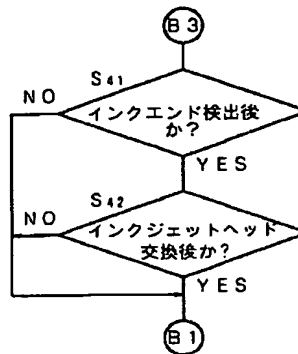 B3
S41
NO
インクエンド検出後
か?
YES
S42
NO
インクジェットヘッド
交換後か?
YES
B1